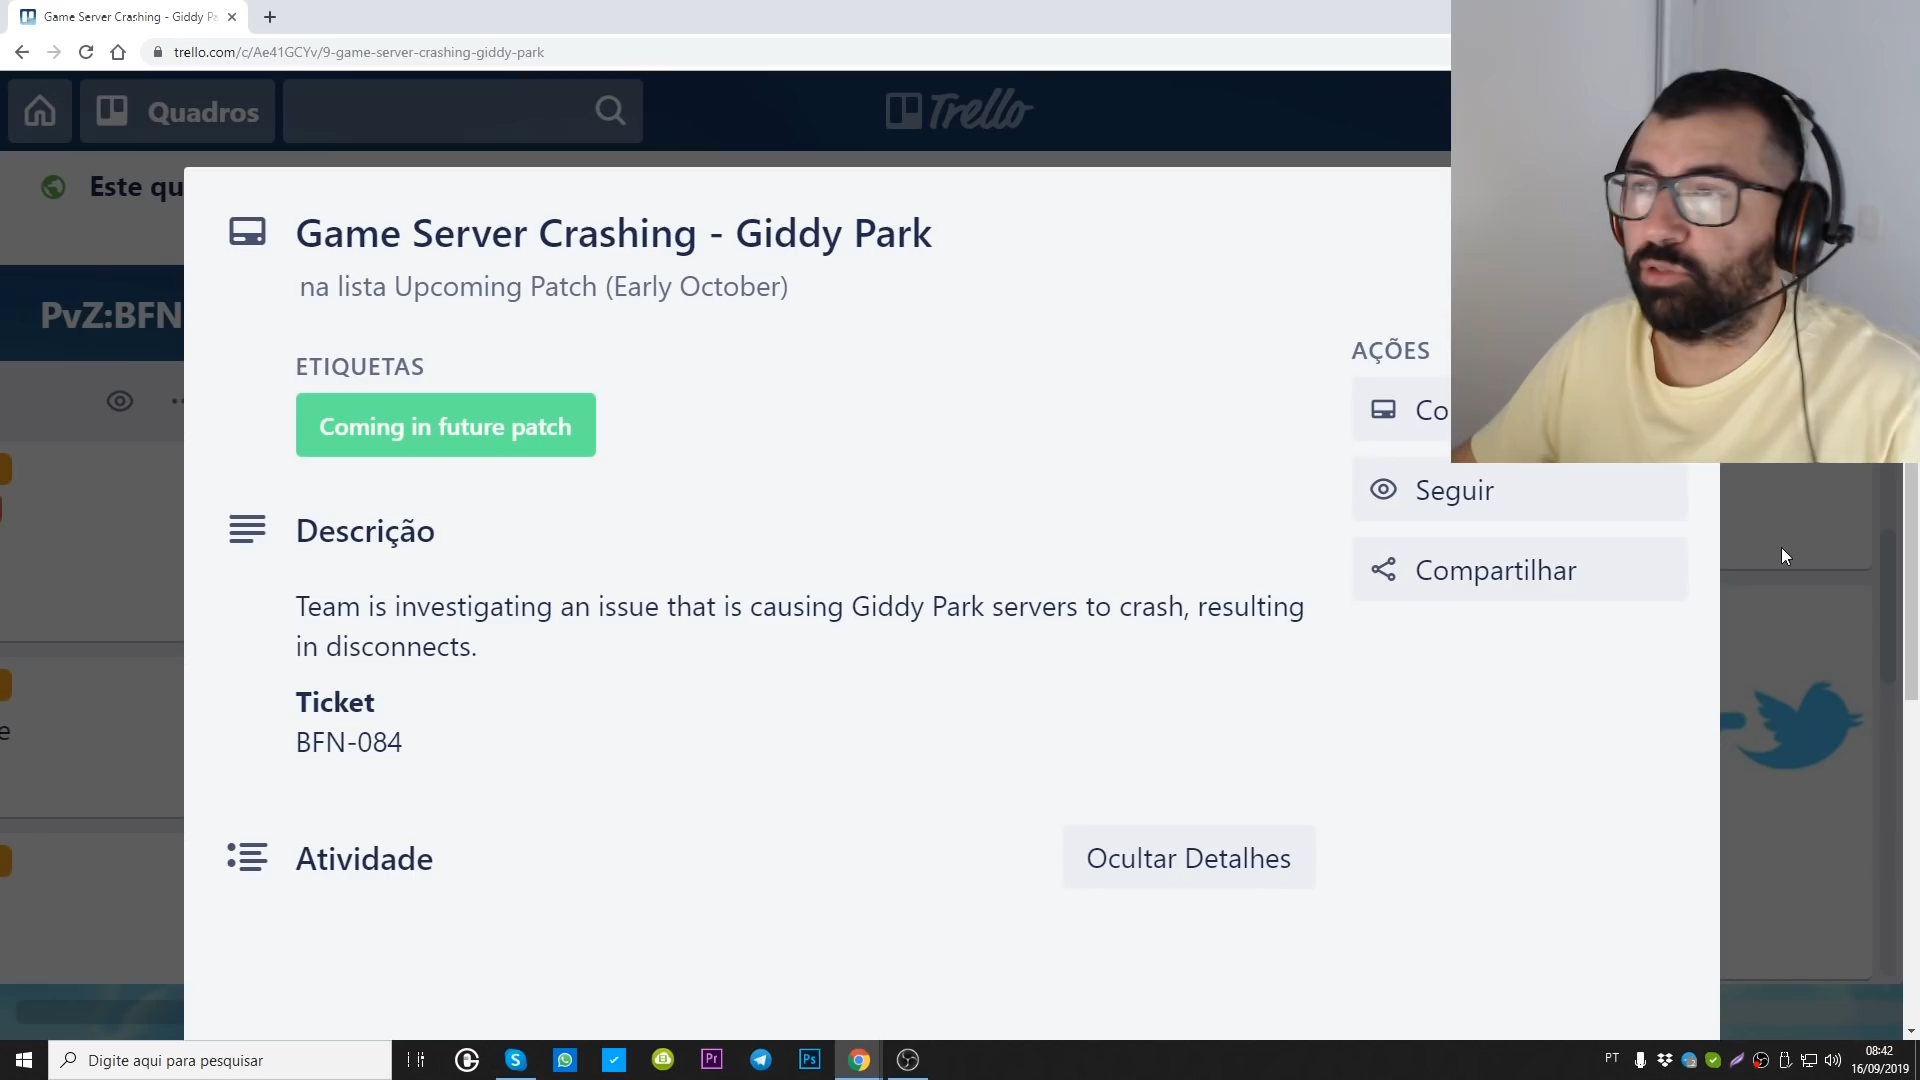 Game Server Crashing - Giddy Pa
trello.com/c/Ae41GCYv/9-game-server-crashing-giddy-park
Quadros
Trello
Este qu
Game Server Crashing - Giddy Park
na lista Upcoming Patch (Early October)
PvZ:BFN
ETIQUETAS
AÇÕES
Coming in future patch
Co
Seguir
Descrição
Compartilhar
Team is investigating an issue that is causing Giddy Park servers to crash, resulting
in disconnects.
Ticket
e
BFN-084
Atividade
Ocultar Detalhes
Digite aqui para pesquisar
Pr
Ps
PT
08:42
16/09/2019